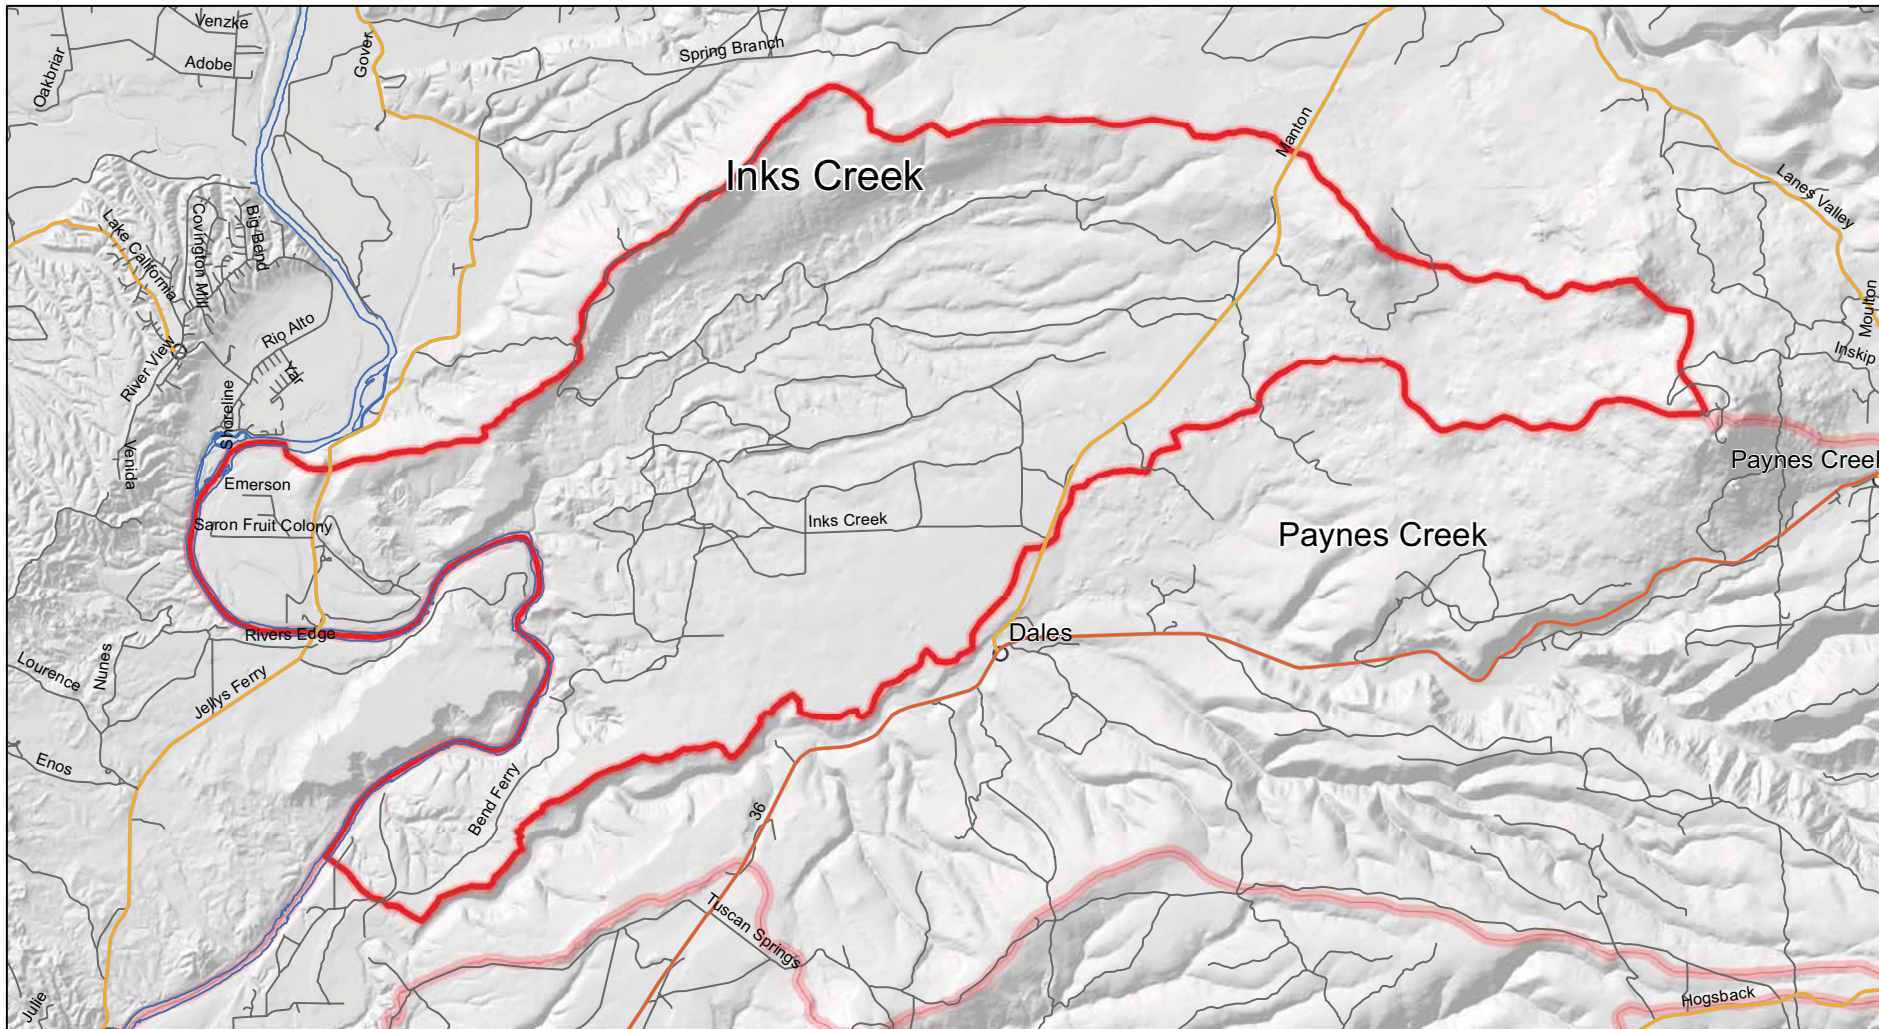 Venzke
Gover
Spring Branch
Adobe
Oakbriar
Manton
Inks Creek
Lanes Valley
Lake California
Covington Mill
Big Bend
Moulton
Rio Alto
Inskip
River View
Yar
Shoreline
Venida
Emerson
Paynes Creek
Saron Fruit Colony
Inks Creek
Paynes Creek
Rivers Edge
Dales
Lourence
Nunes
Jellys Ferry
Enos
Bend Ferry
36
Tuscan Springs
Julie
Hogsback